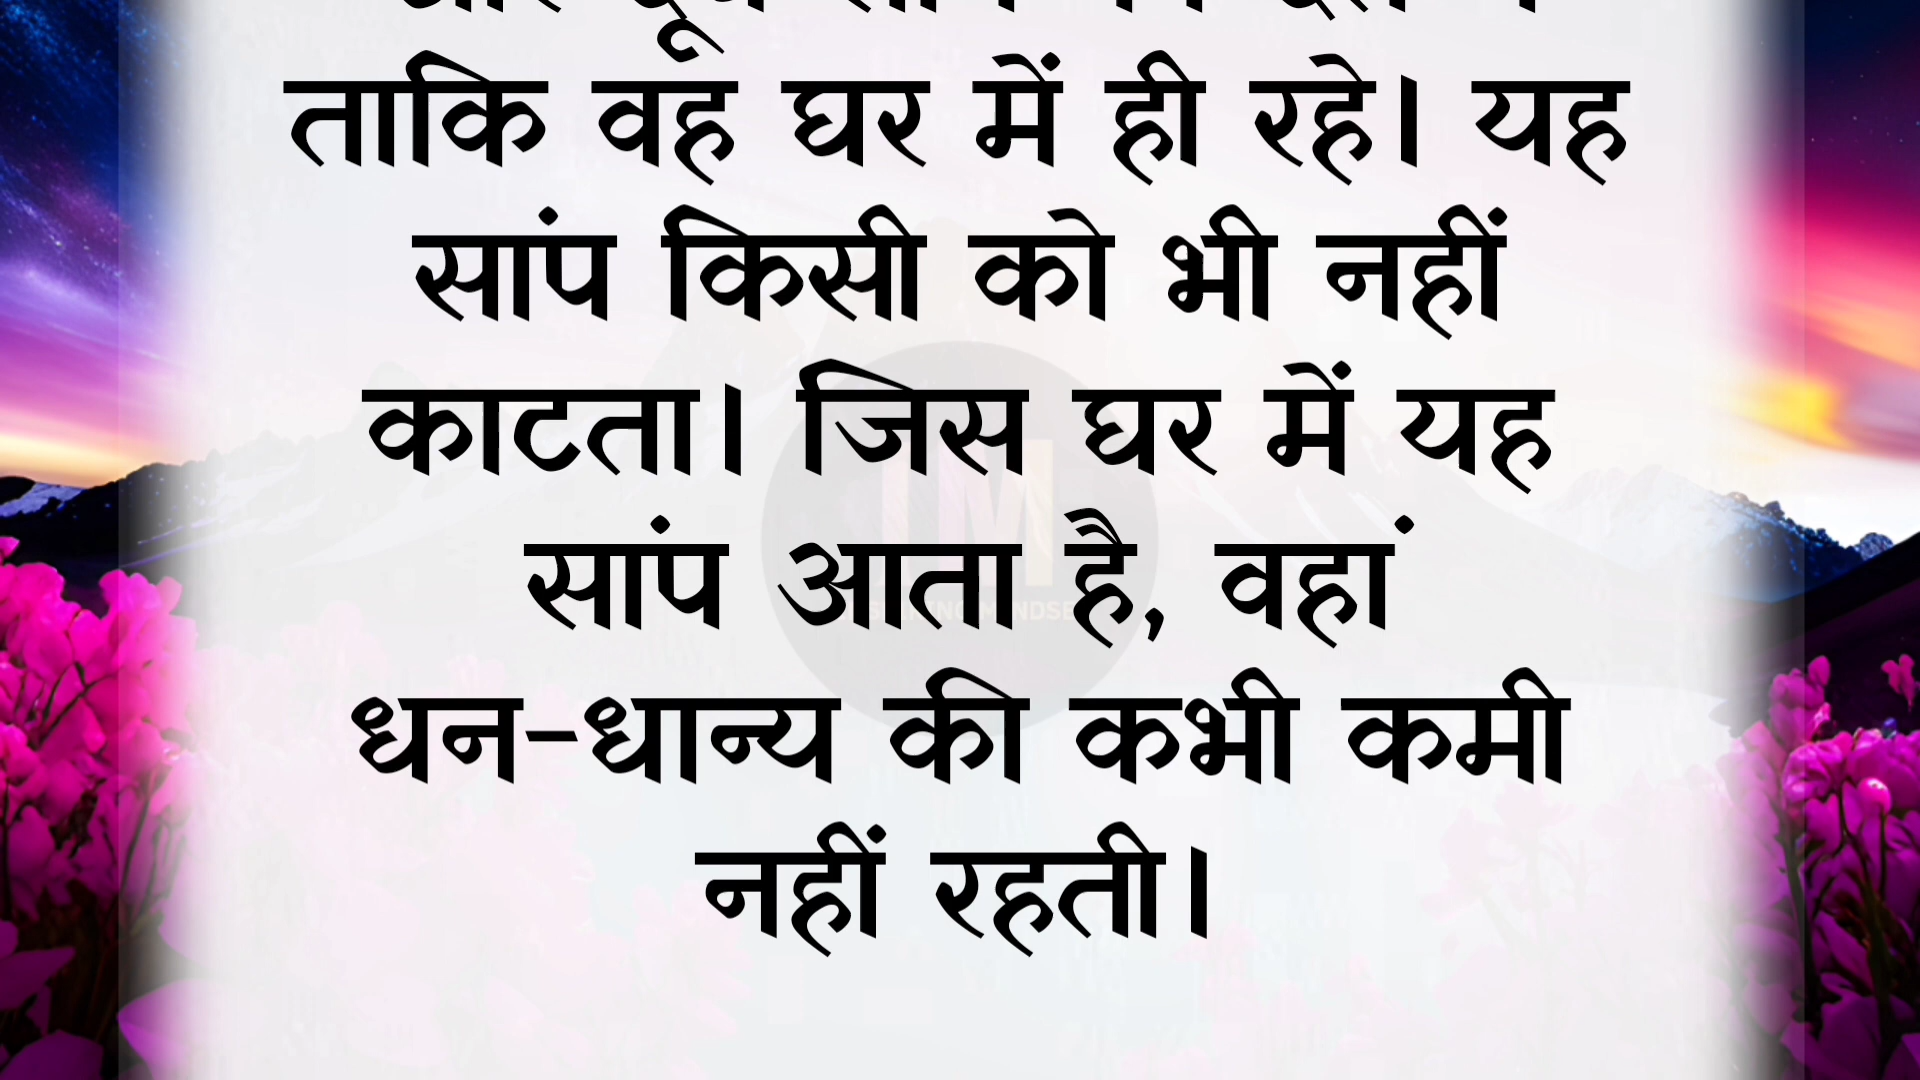 ताकि वह घर में ही रहे। यह
सांप किसी को भी नहीं
काटता। जिस घर में यह
सांप आता है, वहां
धन-धान्य की कभी कमी
नहीं रहती।